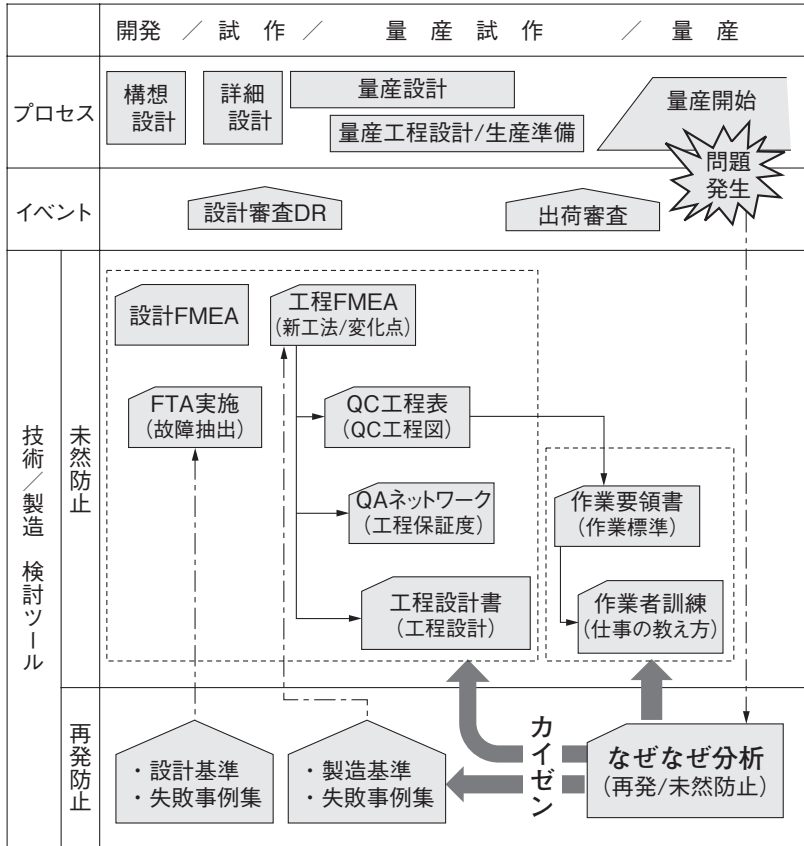 開発 ／ 試作 ／ 量産試作 ／ 量産
プロセス
構想
設計
詳細
設計
量産設計
量産工程設計/生産準備
量産開始
問題
発生
イベント
設計審査DR
出荷審査
技術／製造 検討ツール
未然防止
設計FMEA
工程FMEA
(新工法/変化点)
FTA実施
(故障抽出)
QC工程表
(QC工程図)
QAネットワーク
(工程保証度)
作業要領書
(作業標準)
工程設計書
(工程設計)
作業者訓練
(仕事の教え方)
再発防止
・設計基準
・失敗事例集
・製造基準
・失敗事例集
カイゼン
なぜなぜ分析
(再発/未然防止)